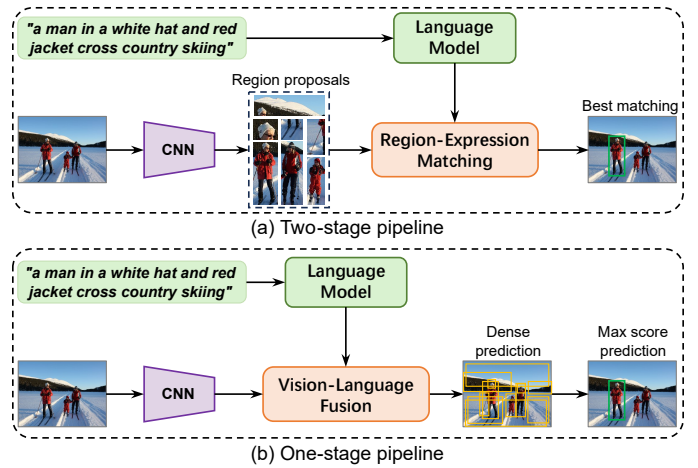 "a man in a white hat and red
jacket cross country skiing"
Language
Model
Region proposals
CNN
Region-Expression
Matching
Best matching
(a) Two-stage pipeline
"a man in a white hat and red
jacket cross country skiing"
Language
Model
CNN
Vision-Language
Fusion
Dense
prediction
Max score
prediction
(b) One-stage pipeline